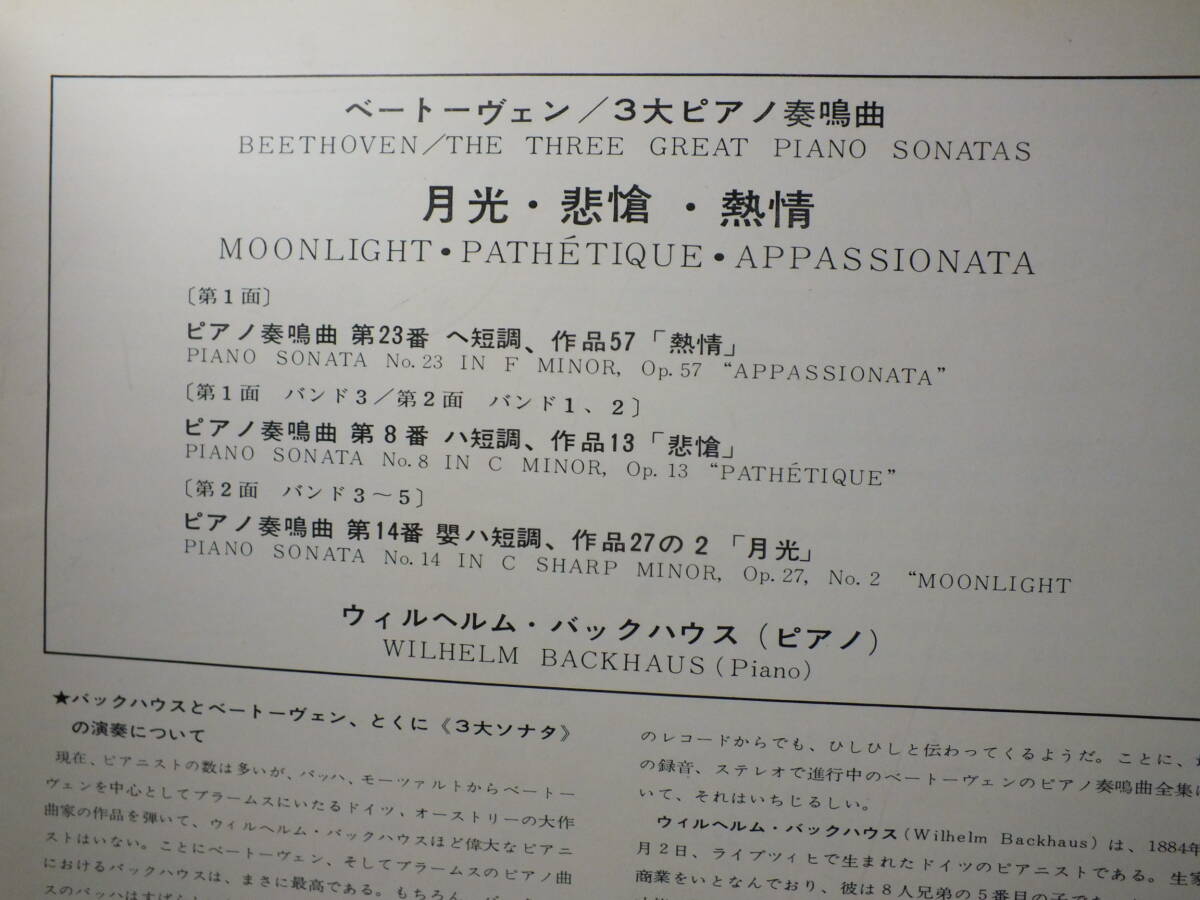 ベートーヴェン／3大ピアノ奏鳴曲
BEETHOVEN/THE THREE GREAT PIANO SONATAS
月光・悲愴・熱情
MOONLIGHT・PATHÉTIQUE・APPASSIONATA
〔第1面〕
ピアノ奏鳴曲 第23番 ヘ短調、作品57「熱情」
PIANO SONATA No. 23 IN F MINOR, Op. 57 “APPASSIONATA”
〔第1面 バンド3／第2面 バンド1、2〕
ピアノ奏鳴曲 第8番 ハ短調、作品13「悲愴」
PIANO SONATA No. 8 IN C MINOR, Op. 13 “PATHÉTIQUE”
〔第2面 バンド3〜5〕
ピアノ奏鳴曲 第14番 嬰ハ短調、作品27の2「月光」
PIANO SONATA No. 14 IN C SHARP MINOR, Op. 27, No. 2 “MOONLIGHT
ウィルヘルム・バックハウス（ピアノ）
WILHELM BACKHAUS (Piano)
★バックハウスとベートーヴェン、とくに《3大ソナタ》
の演奏について
現在、ピアニストの数は多いが、バッハ、モーツァルトからベートー
ヴェンを中心としてブラームスにいたるドイツ、オーストリーの大作
曲家の作品を弾いて、ウィルヘルム・バックハウスほど偉大なピアニ
ストはいない。ことにベートーヴェン、そしてブラームスのピアノ曲
におけるバックハウスは、まさに最高である。もちろん、
スのバッハはすばらし
のレコードからでも、ひしひしと伝わってくるようだ。ことに、
の録音、ステレオで進行中のベートーヴェンのピアノ奏鳴曲全集に
いて、それはいちじるしい。
ウィルヘルム・バックハウス (Wilhelm Backhaus) は、1884年
月2日、ライプツィヒで生まれたドイツのピアニストである。生家
商業をいとなんでおり、彼は8人兄弟の5番目の子で